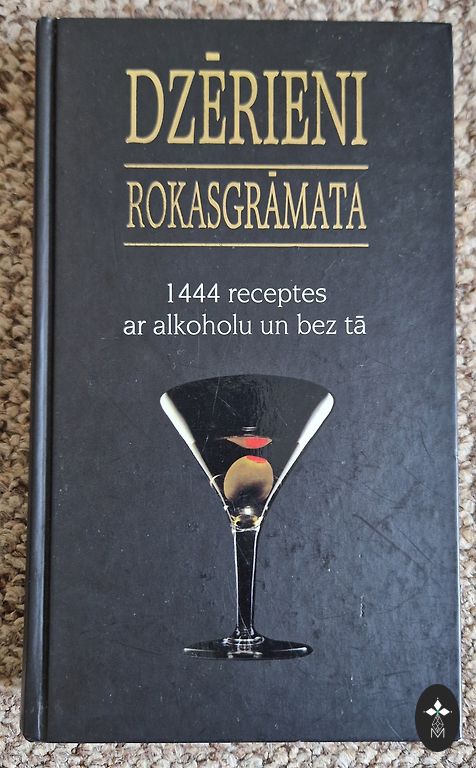 DZĒRIENI
ROKASGRĀMATA
1444 receptes
ar alkoholu un bez tā
M